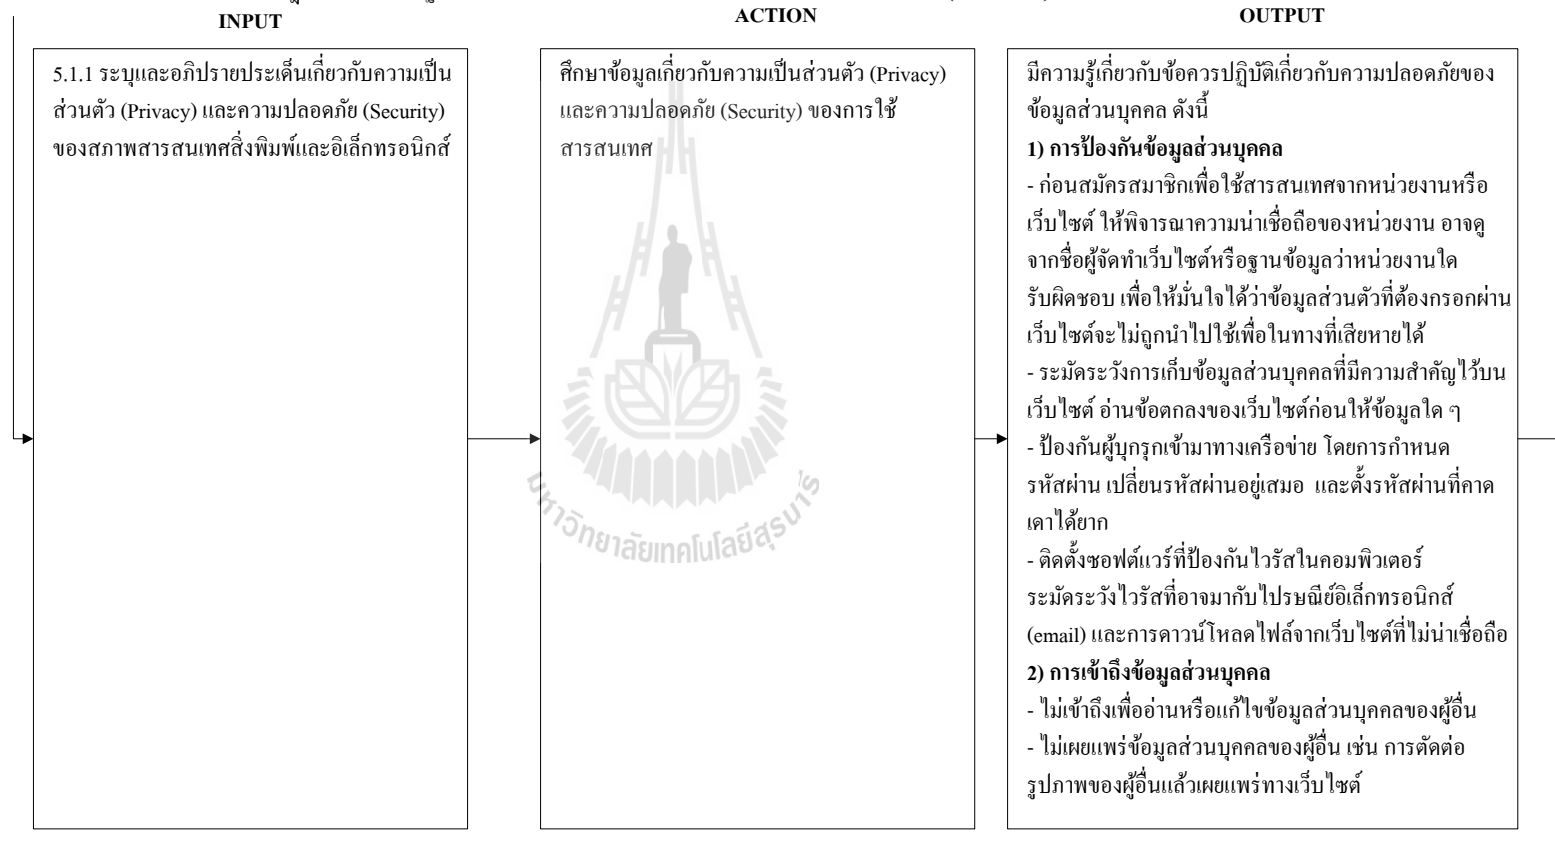 INPUT
ACTION
OUTPUT
5.1.1 ระบุและอภิปรายประเด็นเกี่ยวกับความเป็น
ส่วนตัว (Privacy) และความปลอดภัย (Security)
ของสภาพสารสนเทศสิ่งพิมพ์และอิเล็กทรอนิกส์
ศึกษาข้อมูลเกี่ยวกับความเป็นส่วนตัว (Privacy)
และความปลอดภัย (Security) ของการใช้
สารสนเทศ
มีความรู้เกี่ยวกับข้อควรปฏิบัติเกี่ยวกับความปลอดภัยของ
ข้อมูลส่วนบุคคล ดังนี้
1) การป้องกันข้อมูลส่วนบุคคล
- ก่อนสมัครสมาชิกเพื่อใช้สารสนเทศจากหน่วยงานหรือ
เว็บไซต์ ให้พิจารณาความน่าเชื่อถือของหน่วยงาน อาจดู
จากชื่อผู้จัดทำเว็บไซต์หรือฐานข้อมูลว่าหน่วยงานใด
รับผิดชอบ เพื่อให้มั่นใจได้ว่าข้อมูลส่วนตัวที่ต้องกรอกผ่าน
เว็บไซต์จะไม่ถูกนำไปใช้เพื่อในทางที่เสียหายได้
- ระมัดระวังการเก็บข้อมูลส่วนบุคคลที่มีความสำคัญไว้บน
เว็บไซต์ อ่านข้อตกลงของเว็บไซต์ก่อนให้ข้อมูลใด ๆ
- ป้องกันผู้บุกรุกเข้ามาทางเครือข่าย โดยการกำหนด
รหัสผ่าน เปลี่ยนรหัสผ่านอยู่เสมอ และตั้งรหัสผ่านที่คาด
เดาได้ยาก
- ติดตั้งซอฟต์แวร์ที่ป้องกันไวรัสในคอมพิวเตอร์
ระมัดระวังไวรัสที่อาจมากับไปรษณีย์อิเล็กทรอนิกส์
(email) และการดาวน์โหลดไฟล์จากเว็บไซต์ที่ไม่น่าเชื่อถือ
2) การเข้าถึงข้อมูลส่วนบุคคล
- ไม่เข้าถึงเพื่ออ่านหรือแก้ไขข้อมูลส่วนบุคคลของผู้อื่น
- ไม่เผยแพร่ข้อมูลส่วนบุคคลของผู้อื่น เช่น การตัดต่อ
รูปภาพของผู้อื่นแล้วเผยแพร่ทางเว็บไซต์
มหาวิทยาลัยเทคโนโลยีสุรนารี